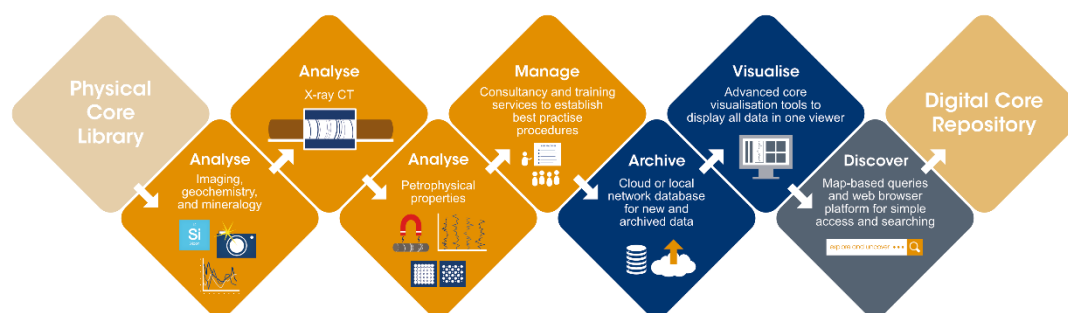 Physical
Core
Library
Analyse
Imaging,
geochemistry,
and mineralogy
Si
Analyse
X-ray CT
Analyse
Petrophysical
properties
Manage
Consultancy and training
services to establish
best practise
procedures
Archive
Cloud or local
network database
for new and
archived data
Visualise
Advanced core
visualisation tools to
display all data in one viewer
Discover
Map-based queries
and web browser
platform for simple
access and searching
explore and uncover
Digital Core
Repository